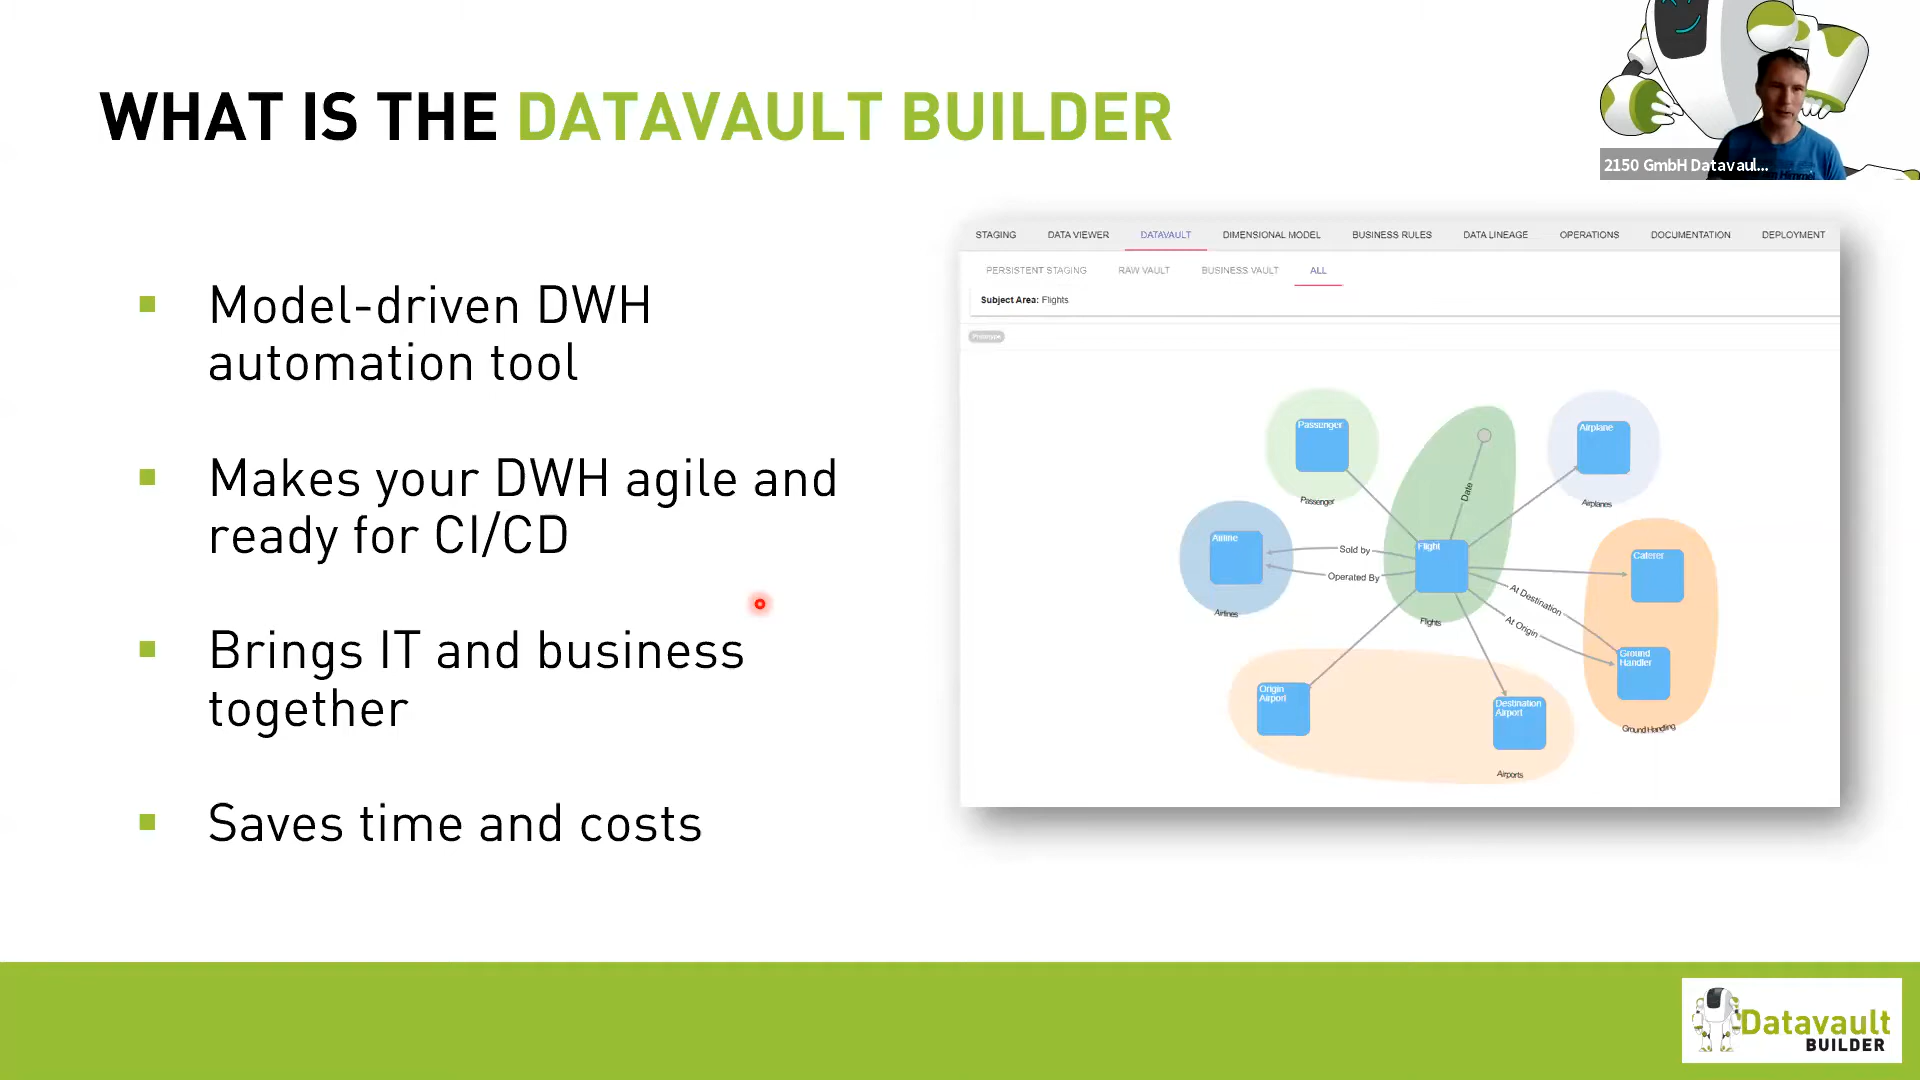 WHAT IS THE DATAVAULT BUILDER
2150 GmbH Datavaul...
Model-driven DWH
automation tool
Makes your DWH agile and
ready for CI/CD
Brings IT and business
together
Saves time and costs
STAGING DATA VIEWER DATAVAULT DIMENSIONAL MODEL BUSINESS RULES DATA LINEAGE OPERATIONS DOCUMENTATION DEPLOYMENT
PERSISTENT STAGING RAW VAULT BUSINESS VAULT ALL
Subject Area: Flights
Prototype
Passenger
Passenger
Date
Airplane
Airplanes
Airline
Airlines
Sold by
Operated By
Flight
Flights
Caterer
At Destination
At Origin
Ground
Handler
Ground Handling
Origin
Airport
Destination
Airport
Airports
Datavault
BUILDER